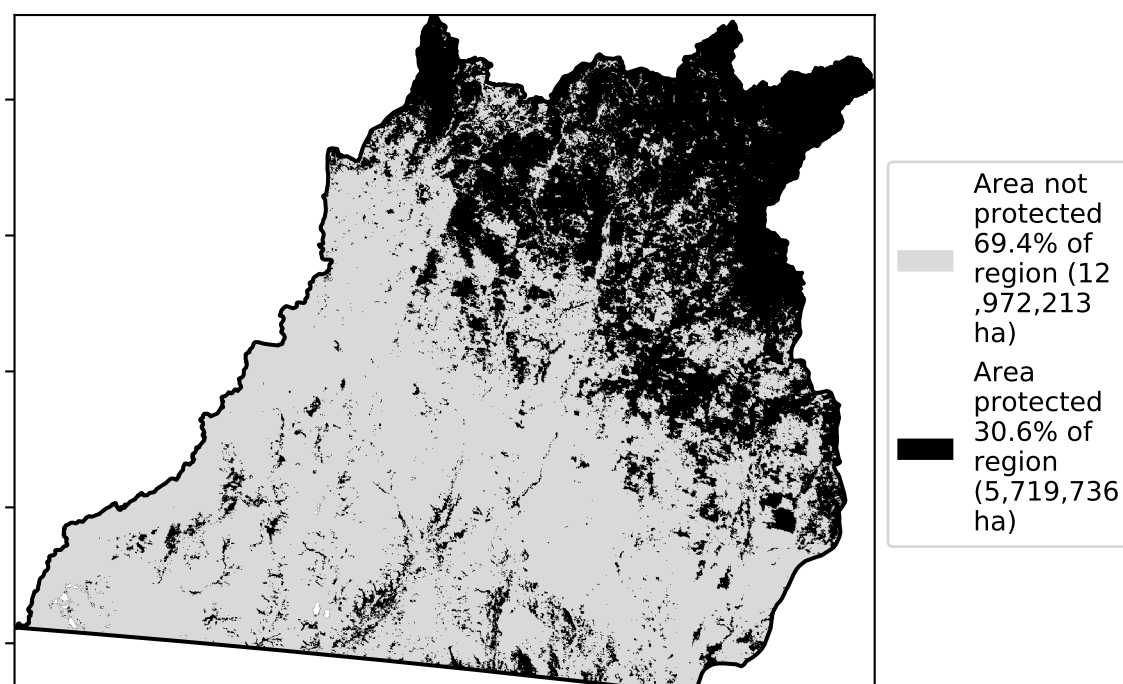 Area not
protected
69.4% of
region (12
,972,213
ha)
Area
protected
30.6% of
region
(5,719,736
ha)